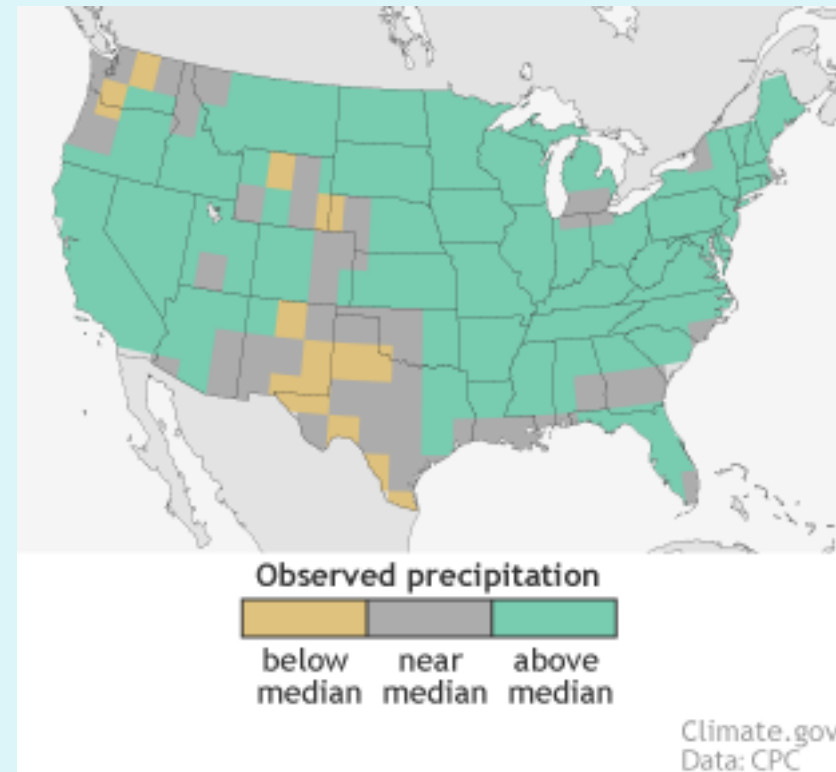 Observed precipitation
below near above
median median median
Climate.gov
Data: CPC